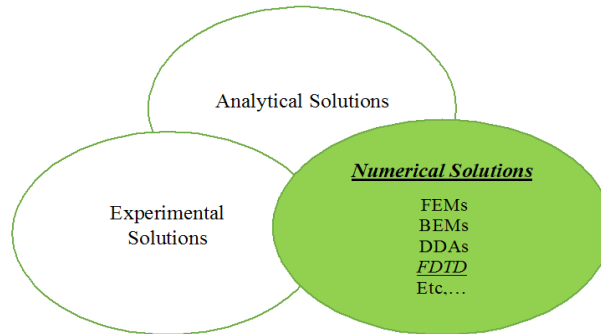 Analytical Solutions
Numerical Solutions
FEMs
BEMs
DDAs
FDTD
Etc,...
Experimental
Solutions